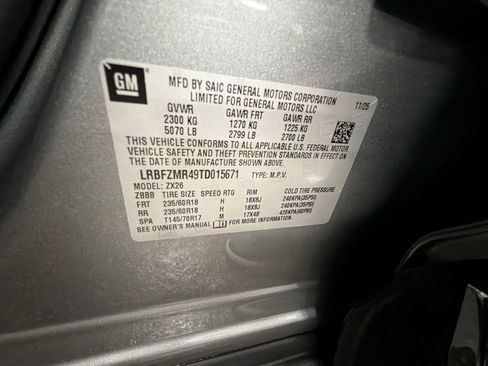 GM
MFD BY SAIC GENERAL MOTORS CORPORATION
LIMITED FOR GENERAL MOTORS LLC 11/25
GVWR GAWR FRT GAWR RR
2300 KG 1270 KG 1225 KG
5070 LB 2799 LB 2700 LB
THIS VEHICLE CONFORMS TO ALL APPLICABLE U.S. FEDERAL MOTOR
VEHICLE SAFETY AND THEFT PREVENTION STANDARDS IN EFFECT ON
THE DATE OF MANUFACTURE SHOWN ABOVE.
LRBFZMR49TD015671 TYPE: M.P.V.
MODEL: ZX26
ZBBB TIRE SIZE SPEED RTG RIM COLD TIRE PRESSURE
FRT 235/60R18 H 18X8J 240KPA(35PSI)
RR 235/60R18 H 18X8J 240KPA(35PSI)
SPA T145/70R17 M 17X4B 420KPA(60PSI)
SEE OWNER'S MANUAL FOR MORE INFORMATION